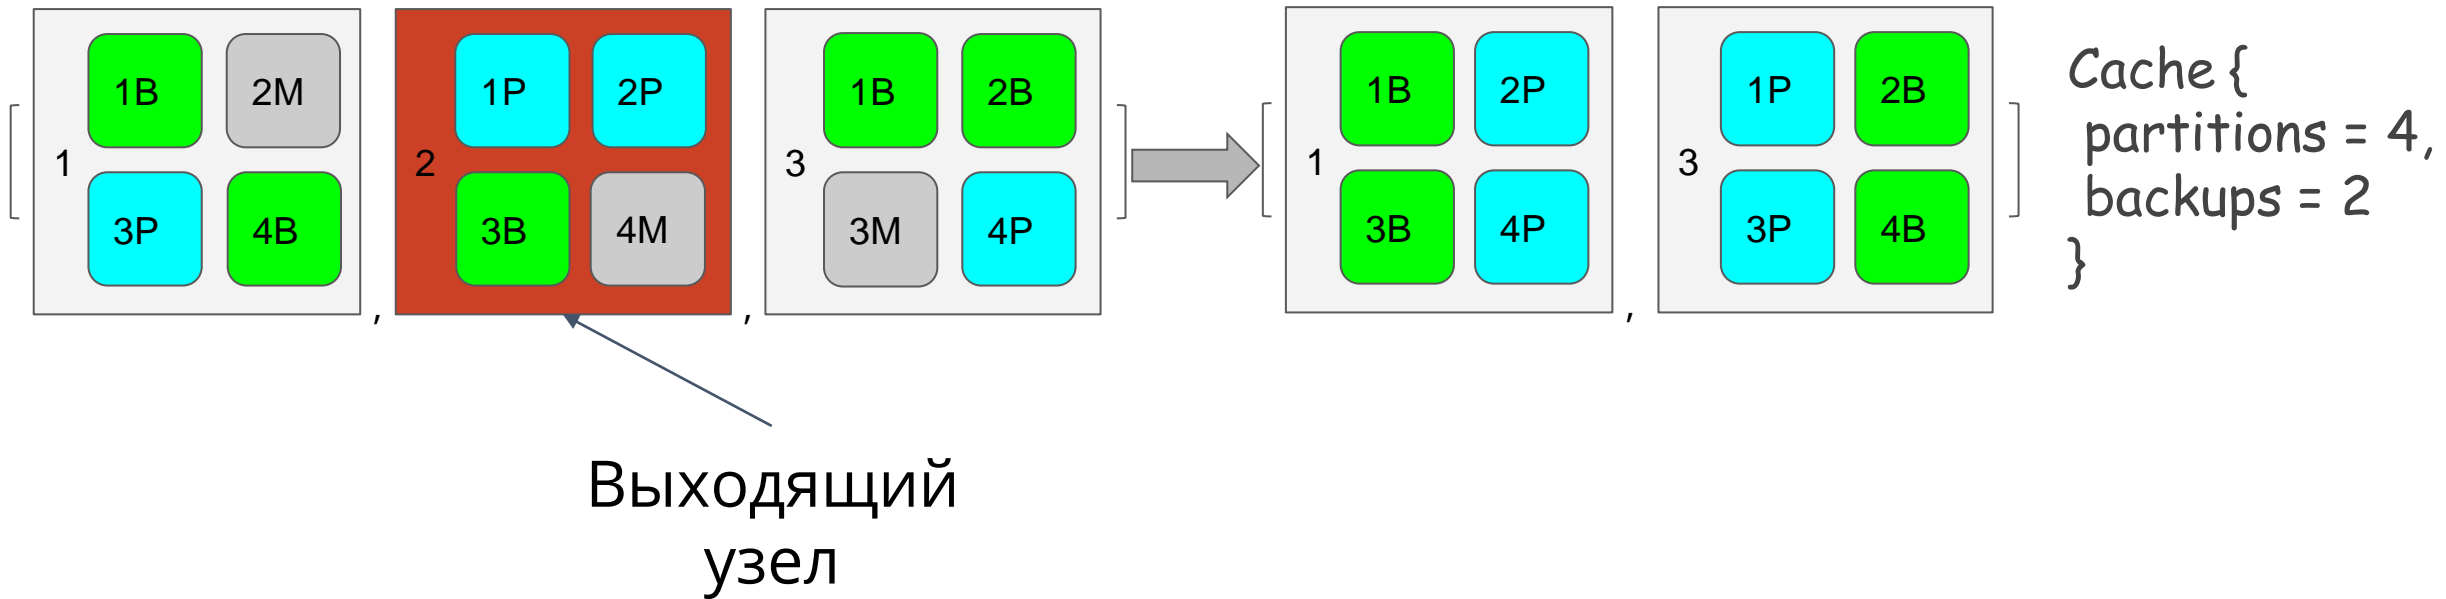 1B 2M 1P 2P 1B 2B 1B 2P 1P 2B
1 2 3 1 3
3P 4B 3B 4M 3M 4P 3B 4P 3P 4B
, , ,
Cache {
partitions = 4,
backups = 2
}
Выходящий
узел